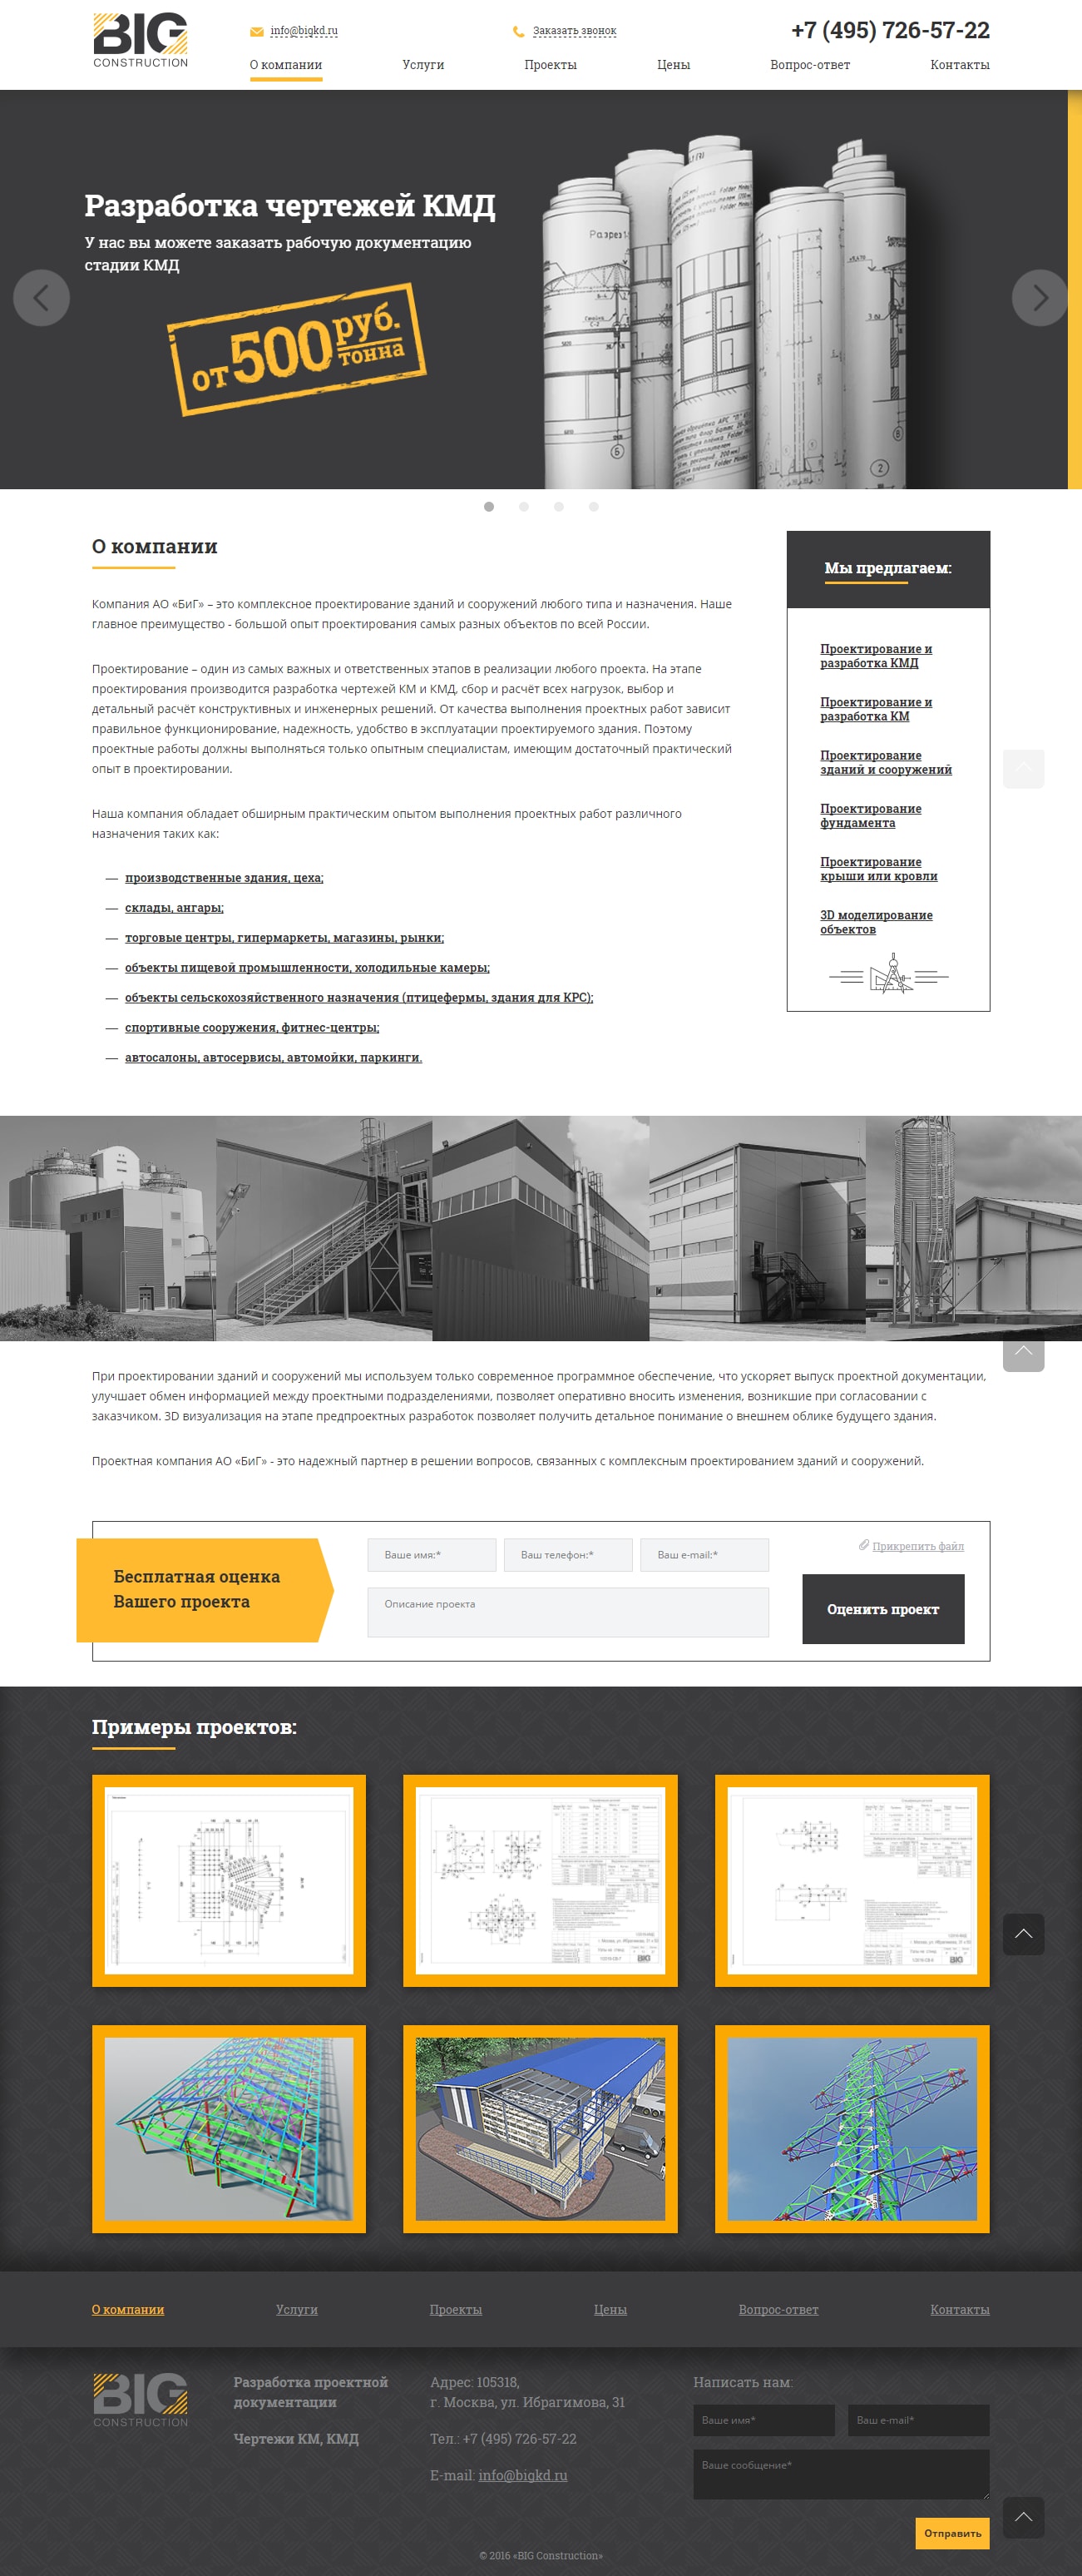 BIG
CONSTRUCTION
info@bigkd.ru
Заказать звонок
+7 (495) 726-57-22
О компании
Услуги
Проекты
Цены
Вопрос-ответ
Контакты
Разработка чертежей КМД
У нас вы можете заказать рабочую документацию
стадии КМД
от 500 руб.
тонна
О компании
Компания АО «БиГ» – это комплексное проектирование зданий и сооружений любого типа и назначения. Наше
главное преимущество - большой опыт проектирования самых разных объектов по всей России.
Проектирование – один из самых важных и ответственных этапов в реализации любого проекта. На этапе
проектирования производится разработка чертежей КМ и КМД, сбор и расчёт всех нагрузок, выбор и
детальный расчёт конструктивных и инженерных решений. От качества выполнения проектных работ зависит
правильное функционирование, надежность, удобство в эксплуатации проектируемого здания. Поэтому
проектные работы должны выполняться только опытным специалистам, имеющим достаточный практический
опыт в проектировании.
Наша компания обладает обширным практическим опытом выполнения проектных работ различного
назначения таких как:
— производственные здания, цеха;
— склады, ангары;
— торговые центры, гипермаркеты, магазины, рынки;
— объекты пищевой промышленности, холодильные камеры;
— объекты сельскохозяйственного назначения (птицефермы, здания для КРС);
— спортивные сооружения, фитнес-центры;
— автосалоны, автосервисы, автомойки, паркинги.
Мы предлагаем:
Проектирование и
разработка КМД
Проектирование и
разработка КМ
Проектирование
зданий и сооружений
Проектирование
фундамента
Проектирование
крыши или кровли
3D моделирование
объектов
При проектировании зданий и сооружений мы используем только современное программное обеспечение, что ускоряет выпуск проектной документации,
улучшает обмен информацией между проектными подразделениями, позволяет оперативно вносить изменения, возникшие при согласовании с
заказчиком. 3D визуализация на этапе предпроектных разработок позволяет получить детальное понимание о внешнем облике будущего здания.
Проектная компания АО «БиГ» - это надежный партнер в решении вопросов, связанных с комплексным проектированием зданий и сооружений.
Бесплатная оценка
Вашего проекта
Ваше имя:*
Ваш телефон:*
Ваш e-mail:*
Описание проекта
Прикрепить файл
Оценить проект
Примеры проектов:
О компании
Услуги
Проекты
Цены
Вопрос-ответ
Контакты
BIG
CONSTRUCTION
Разработка проектной
документации
Чертежи КМ, КМД
Адрес: 105318,
г. Москва, ул. Ибрагимова, 31
Тел.: +7 (495) 726-57-22
E-mail: info@bigkd.ru
Написать нам:
Ваше имя*
Ваш e-mail*
Ваше сообщение*
Отправить
© 2016 «BIG Construction»